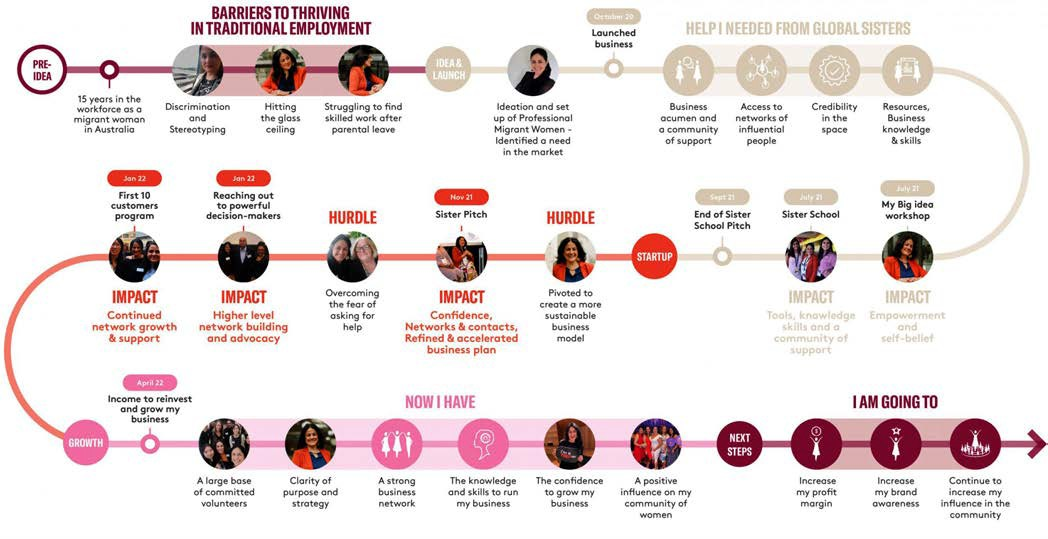 BARRIERS TO THRIVING
IN TRADITIONAL EMPLOYMENT
PRE-
IDEA
15 years in the
workforce as a
migrant woman
in Australia
Discrimination
and
Stereotyping
Hitting
the glass
ceiling
Struggling to find
skilled work after
parental leave
IDEA &
LAUNCH
Ideation and set
up of Professional
Migrant Women -
Identified a need
in the market
October 20
Launched
business
HELP I NEEDED FROM GLOBAL SISTERS
Business
acumen and
a community
of support
Access to
networks of
influential
people
Credibility
in the
space
Resources,
Business
knowledge
& skills
July 21
My Big idea
workshop
IMPACT
Empowerment
and
self-belief
July 21
Sister School
IMPACT
Tools, knowledge
skills and a
community of
support
Sept 21
End of Sister
School Pitch
STARTUP
HURDLE
Pivoted to
create a more
sustainable
business
model
Nov 21
Sister Pitch
IMPACT
Confidence,
Networks & contacts,
Refined & accelerated
business plan
HURDLE
Overcoming
the fear of
asking for
help
Jan 22
Reaching out
to powerful
decision-makers
IMPACT
Higher level
network building
and advocacy
Jan 22
First 10
customers
program
IMPACT
Continued
network growth
& support
GROWTH
April 22
Income to reinvest
and grow my
business
NOW I HAVE
A large base
of committed
volunteers
Clarity of
purpose and
strategy
A strong
business
network
The knowledge
and skills to run
my business
The confidence
to grow my
business
A positive
influence on my
community of
women
NEXT
STEPS
I AM GOING TO
Increase
my profit
margin
Increase
my brand
awareness
Continue to
increase my
influence in the
community